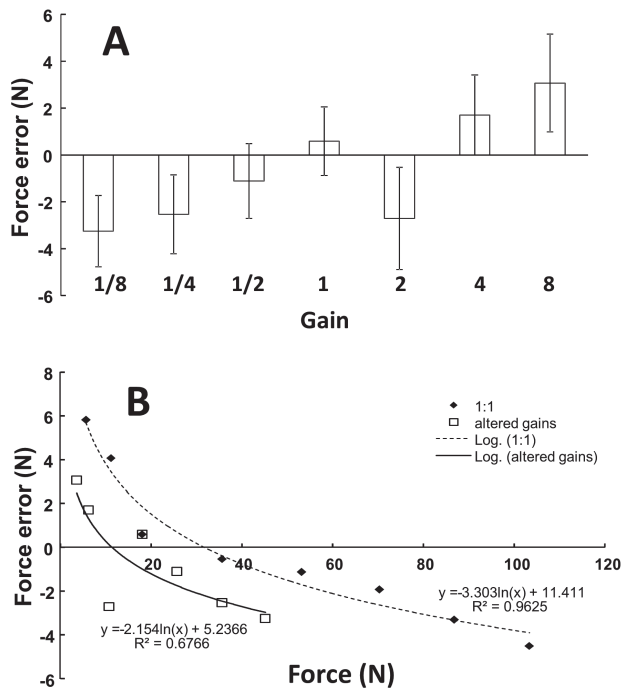 A
Force error (N)
6
4
2
0
-2
-4
-6
1/8 1/4 1/2 1 2 4 8
Gain
B
Force error (N)
8
6
4
2
0
-2
-4
-6
20 40 60 80 100 120
1:1
altered gains
Log. (1:1)
Log. (altered gains)
y =-3.303ln(x) + 11.411
R² = 0.9625
y =-2.154ln(x) + 5.2366
R² = 0.6766
Force (N)